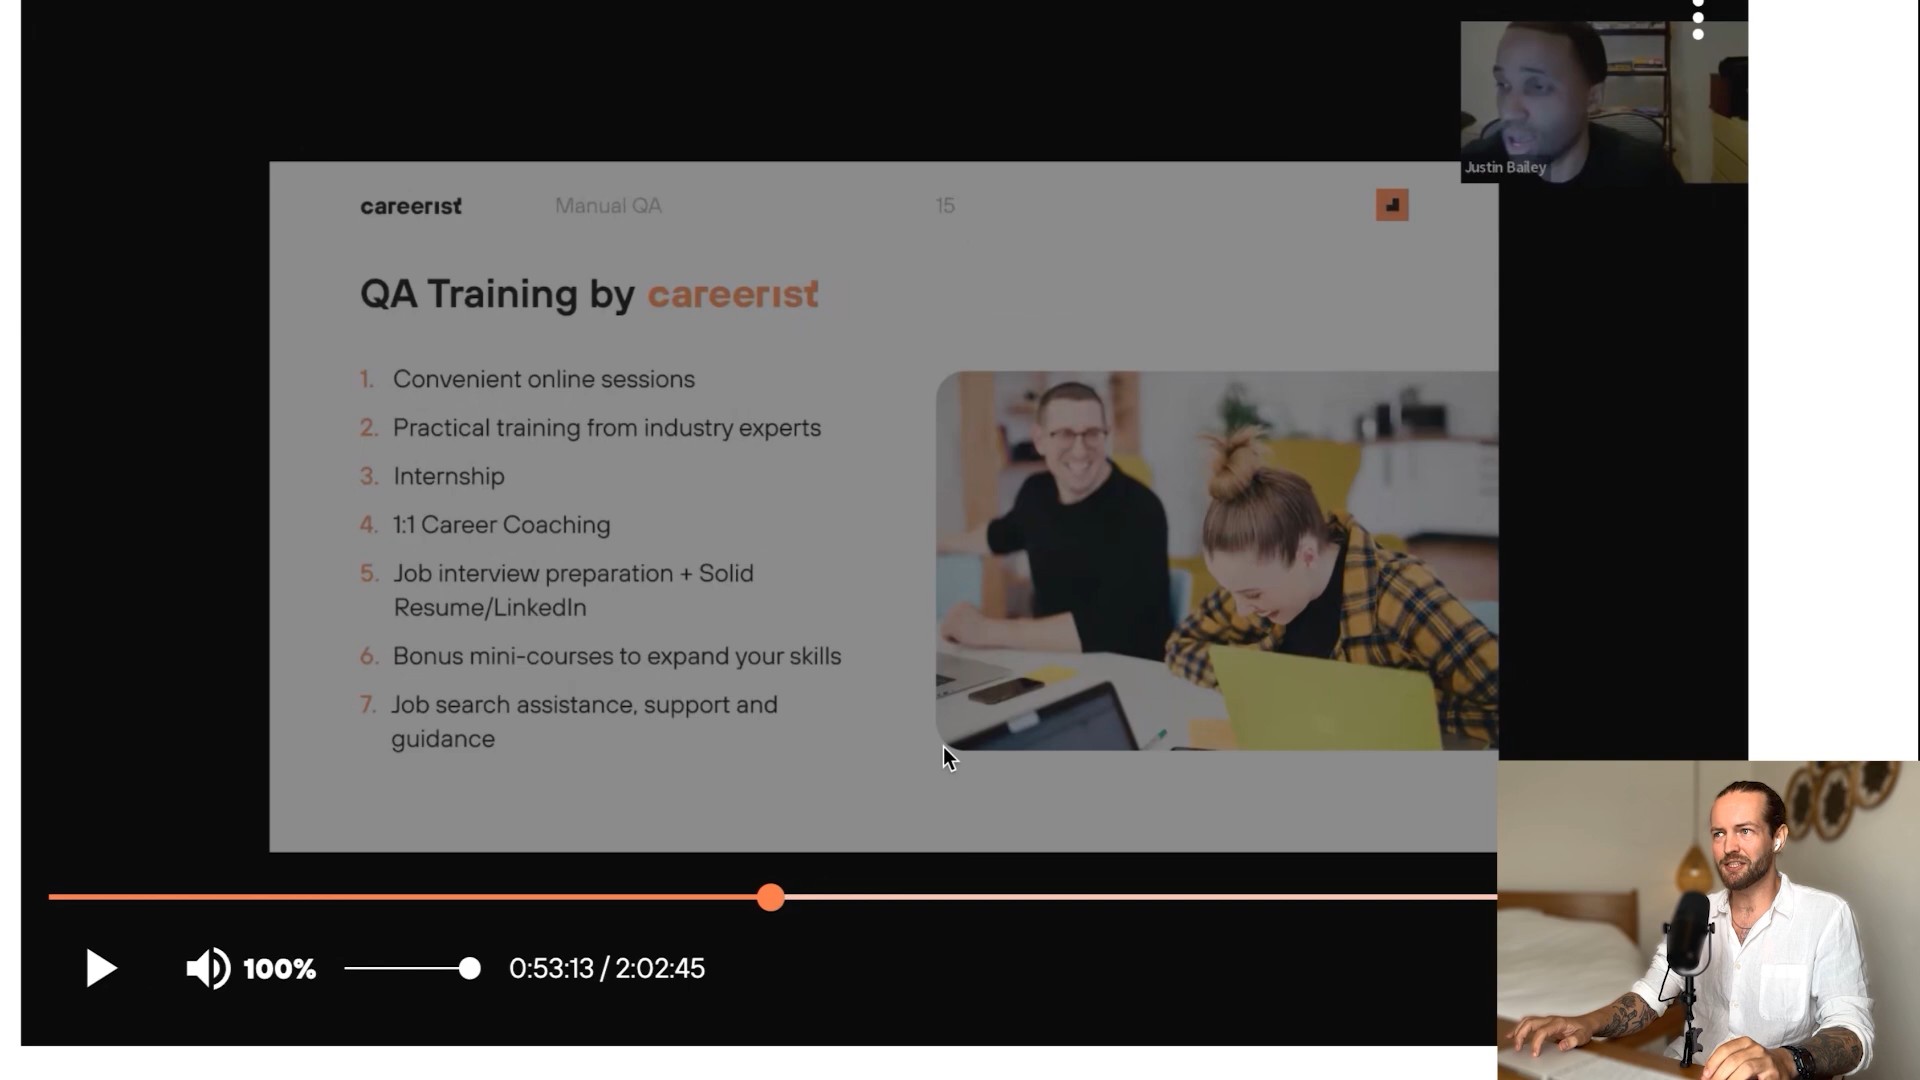 Justin Bailey
careerist
Manual QA
15
QA Training by careerist
1. Convenient online sessions
2. Practical training from industry experts
3. Internship
4. 1:1 Career Coaching
5. Job interview preparation + Solid
Resume/LinkedIn
6. Bonus mini-courses to expand your skills
7. Job search assistance, support and
guidance
100%
0:53:13 / 2:02:45